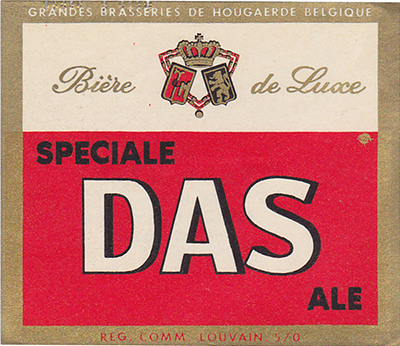 GRANDES BRASSERIES DE HOUGAERDE BELGIQUE
Bière de Luxe
SPECIALE
DAS
ALE
REG. COMM. LOUVAIN 570